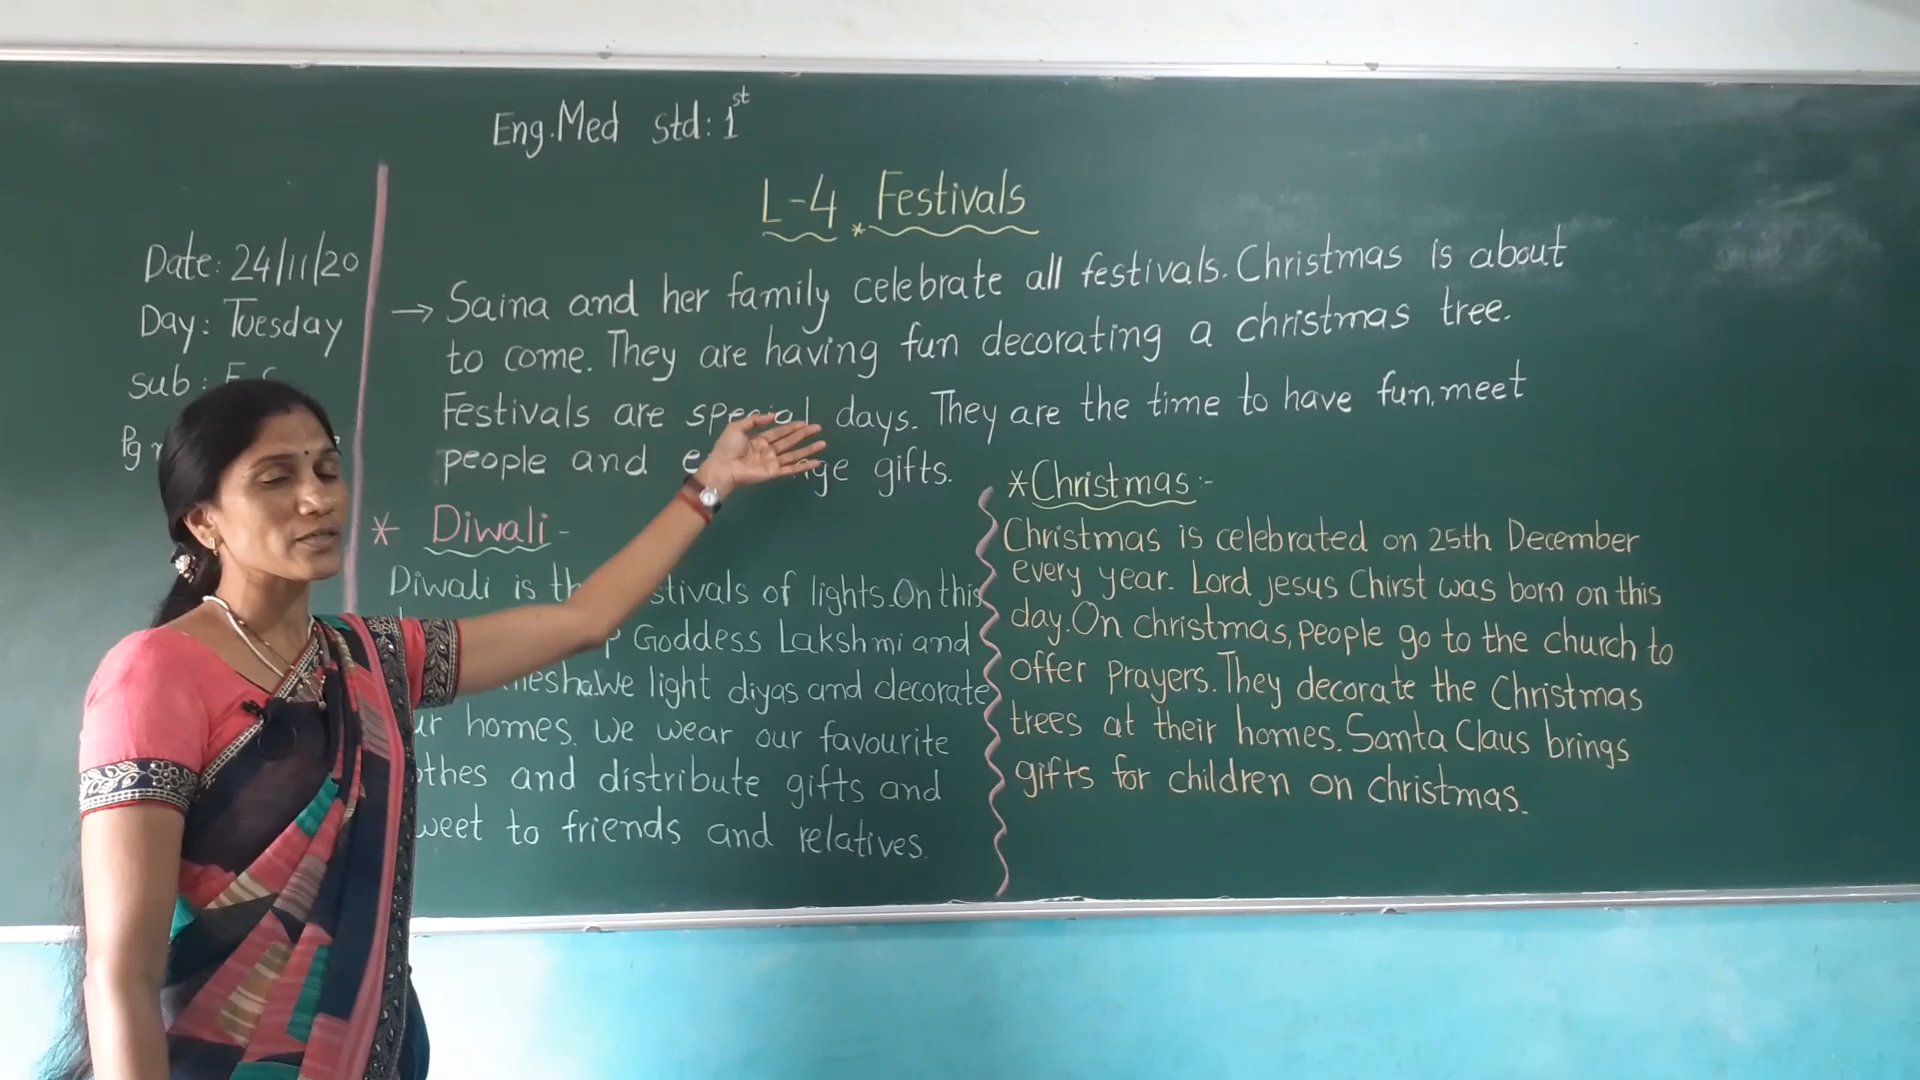 Eng.Med std: 1st
L-4 Festivals
Date: 24/11/20
Day: Tuesday
Sub:
Pg
→ Saina and her family celebrate all festivals. Christmas is about
to come. They are having fun decorating a christmas tree.
Festivals are special days. They are the time to have fun, meet
people and gifts.
* Diwali -
Diwali is of lights. On this
Goddess Lakshmi and
We light diyas and decorate
homes. we wear our favourite
and distribute gifts and
to friends and relatives.
* Christmas :-
Christmas is celebrated on 25th December
every year. Lord jesus Chirst was born on this
day. On christmas, people go to the church to
offer prayers. They decorate the Christmas
trees at their homes. Santa Claus brings
gifts for children on christmas.